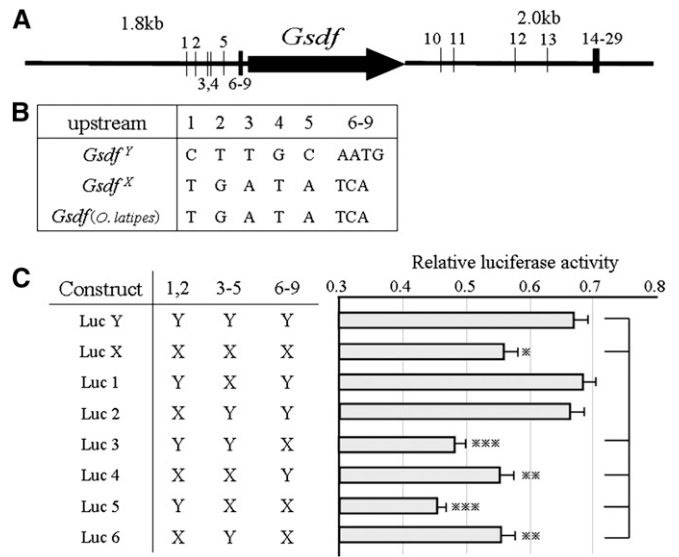 A
1.8kb
Gsdf
2.0kb
1 2 5 10 11 12 13 14-29
3,4 6-9
B
upstream 1 2 3 4 5 6-9
Gsdf Y C T T G C AATG
Gsdf X T G A T A TCA
Gsdf(O. latipes) T G A T A TCA
C
Relative luciferase activity
Construct 1,2 3-5 6-9 0.3 0.4 0.5 0.6 0.7 0.8
Luc Y Y Y Y
Luc X X X X ※
Luc 1 Y X Y
Luc 2 X Y Y
Luc 3 Y Y X ※※※
Luc 4 X X Y ※※
Luc 5 Y X X ※※※
Luc 6 X Y X ※※